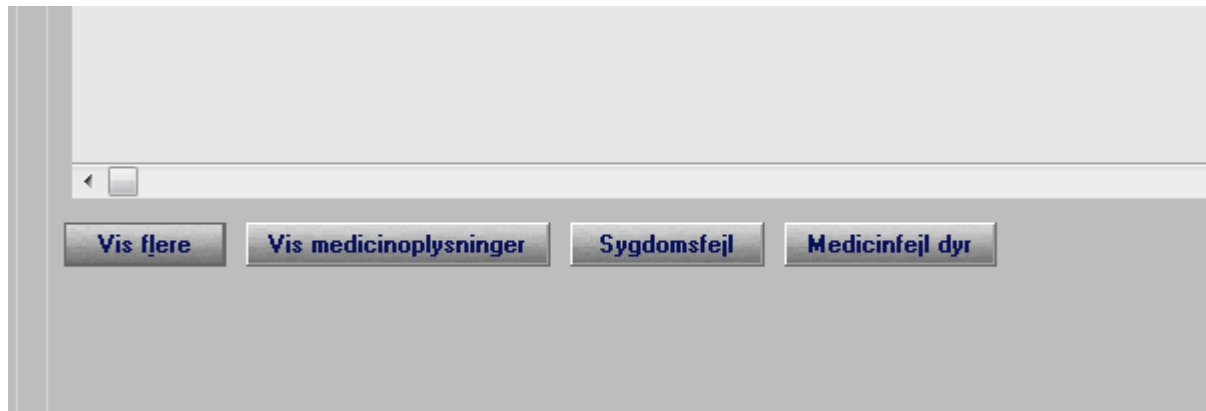 Vis flere
Vis medicinoplysninger
Sygdomsfejl
Medicinfejl dyr